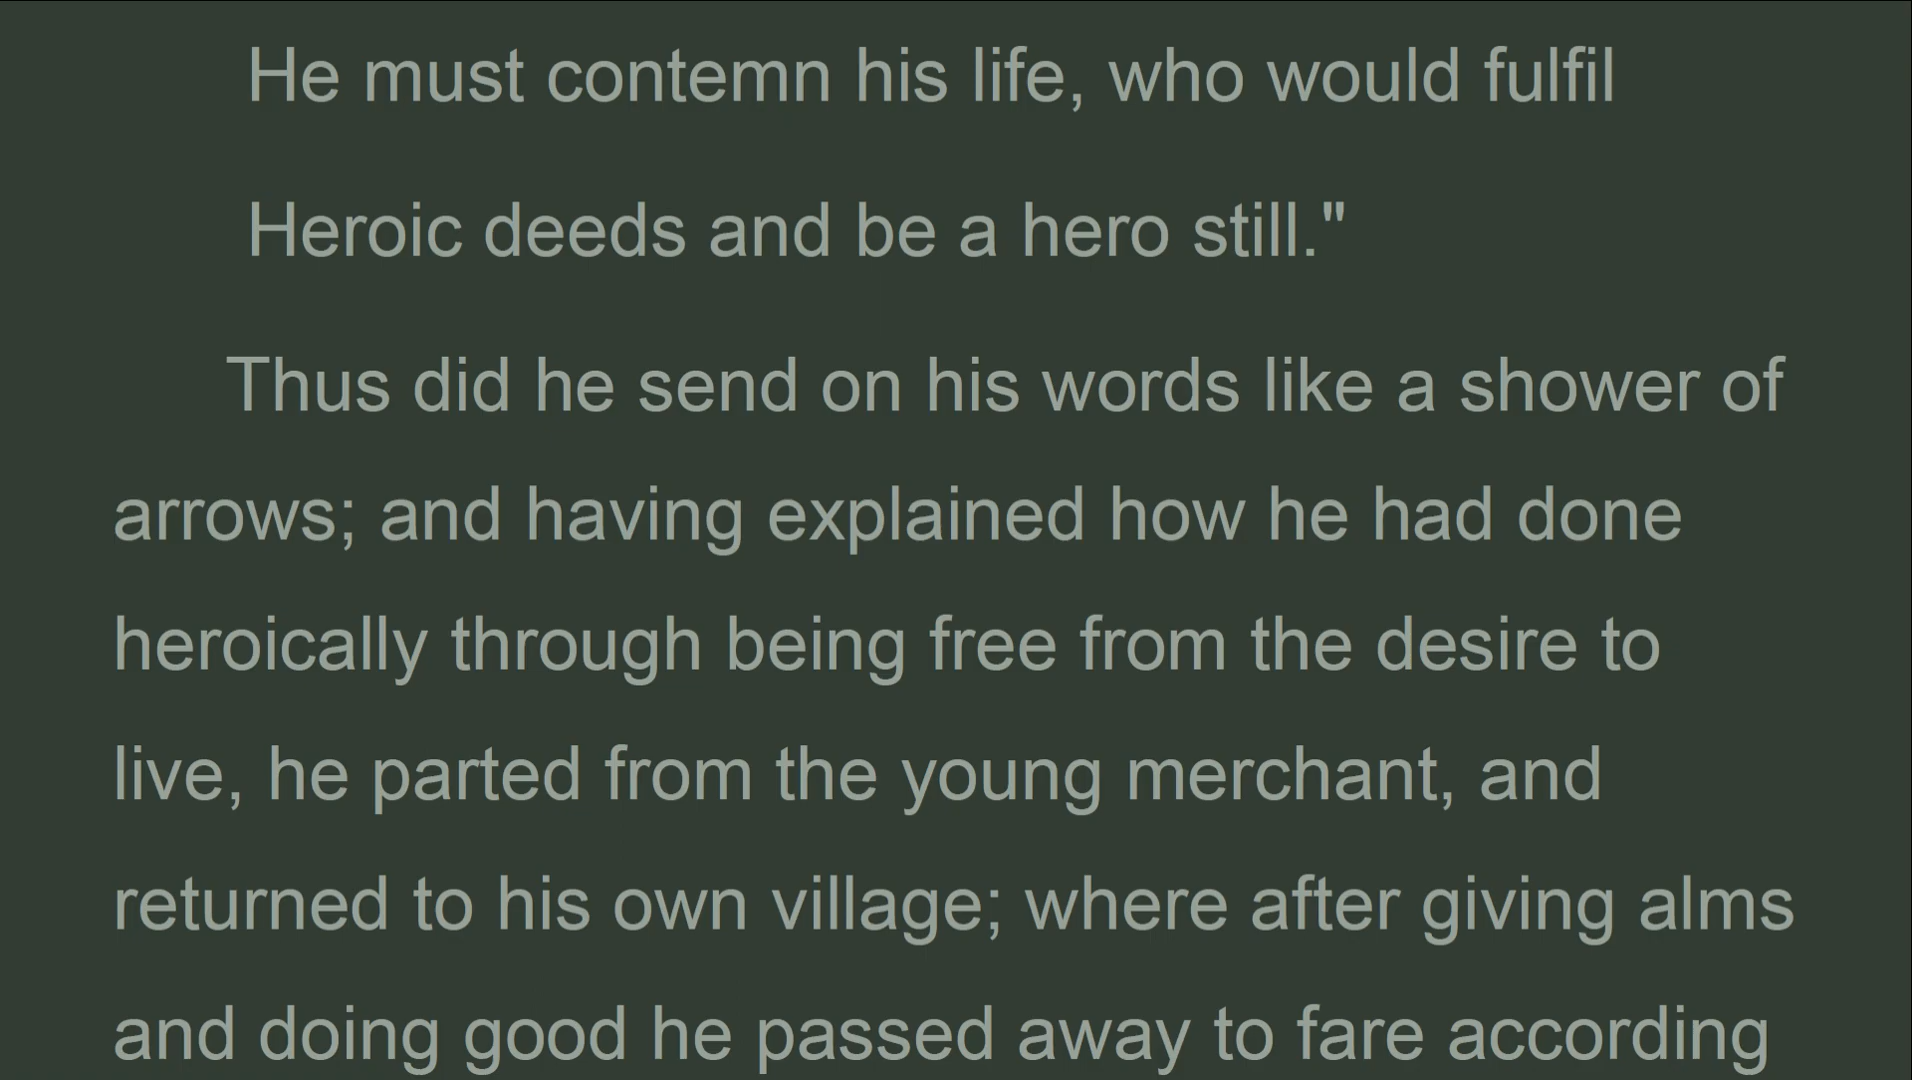 He must contemn his life, who would fulfil
Heroic deeds and be a hero still."
Thus did he send on his words like a shower of
arrows; and having explained how he had done
heroically through being free from the desire to
live, he parted from the young merchant, and
returned to his own village; where after giving alms
and doing good he passed away to fare according